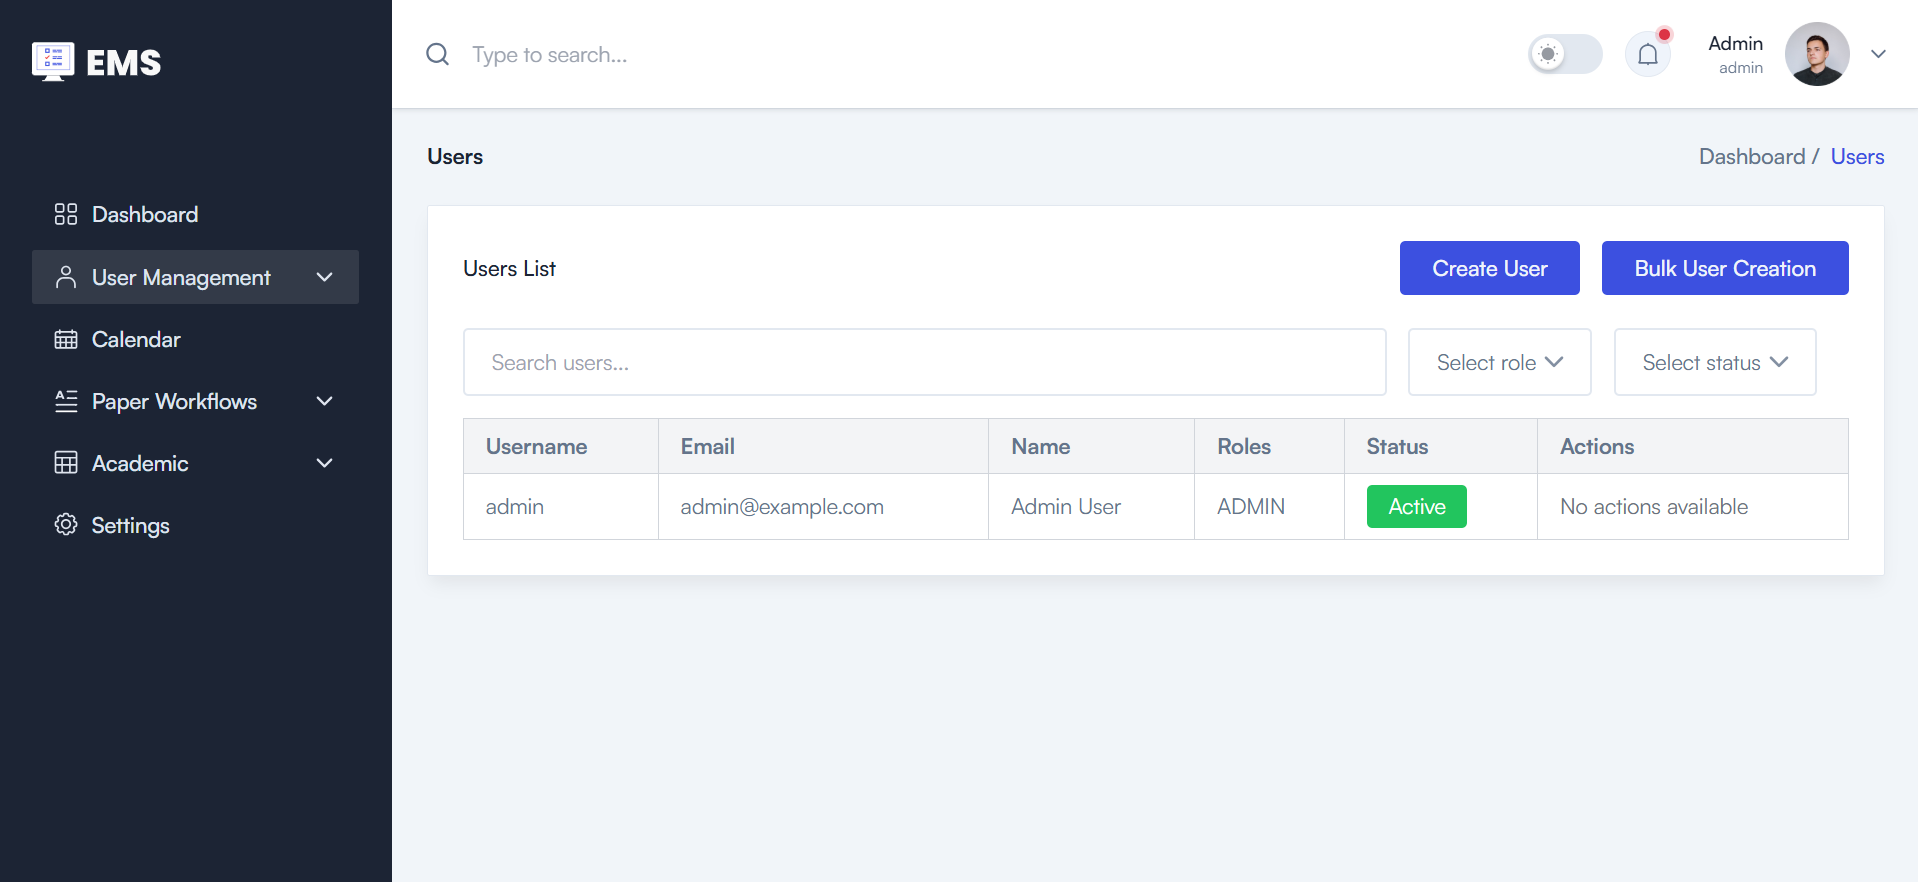 EMS
Type to search...
Admin
admin
Dashboard
User Management
Calendar
Paper Workflows
Academic
Settings
Users
Dashboard / Users
Users List
Create User
Bulk User Creation
Search users...
Select role
Select status
Username Email Name Roles Status Actions
admin admin@example.com Admin User ADMIN Active No actions available